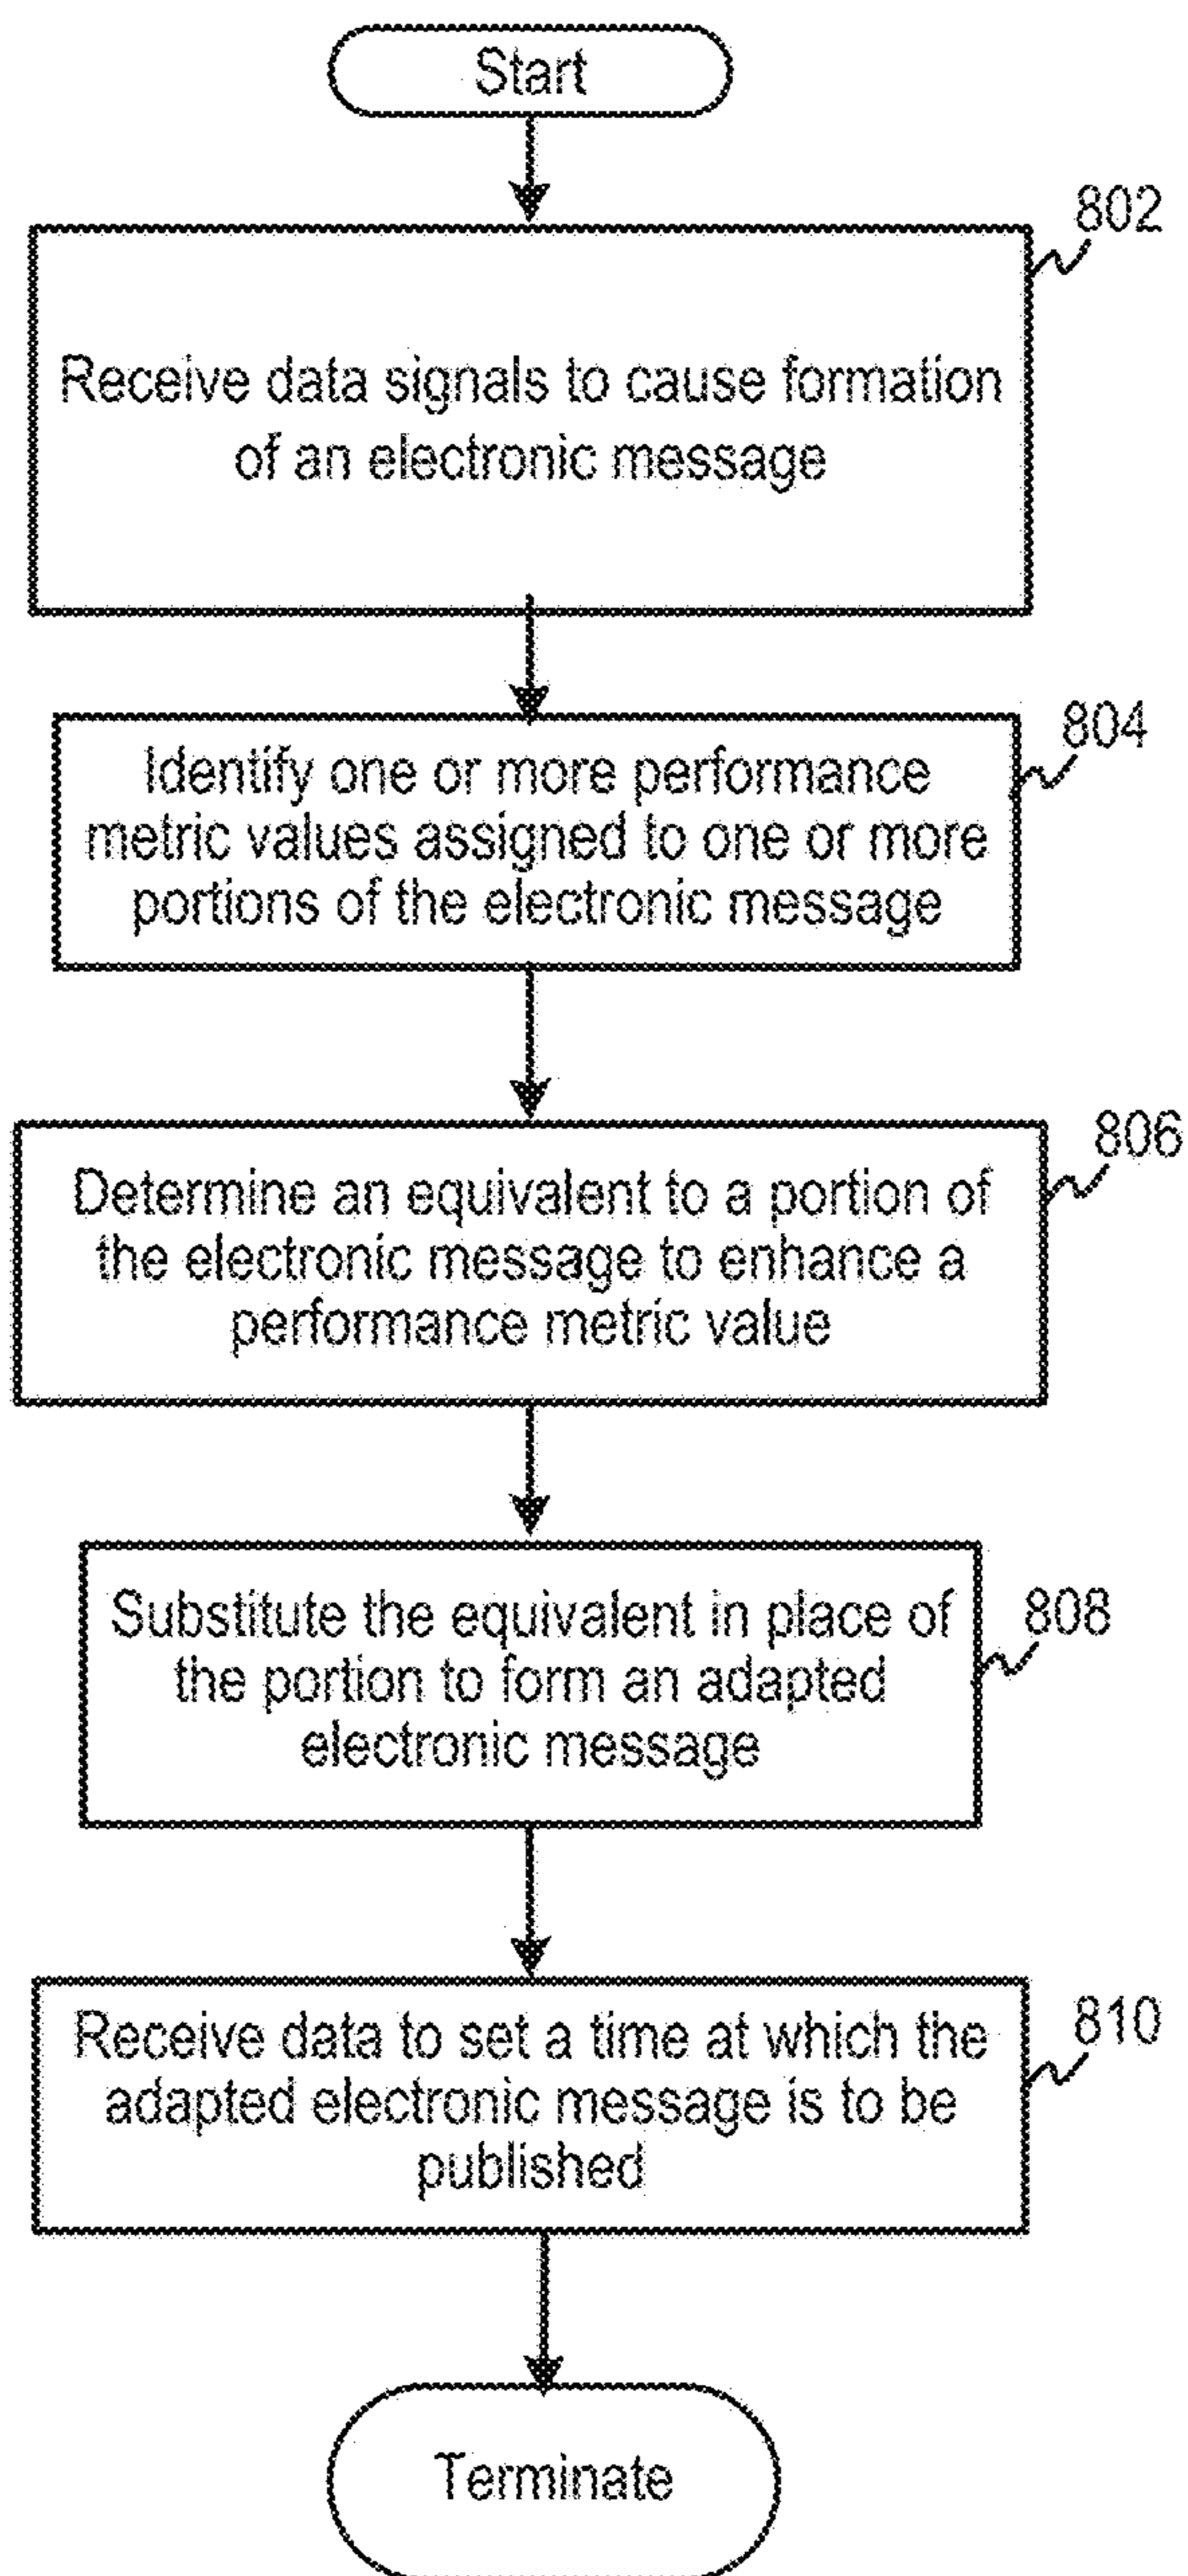 Start
802
Receive data signals to cause formation
of an electronic message
804
Identify one or more performance
metric values assigned to one or more
portions of the electronic message
806
Determine an equivalent to a portion of
the electronic message to enhance a
performance metric value
808
Substitute the equivalent in place of
the portion to form an adapted
electronic message
810
Receive data to set a time at which the
adapted electronic message is to be
published
Terminate